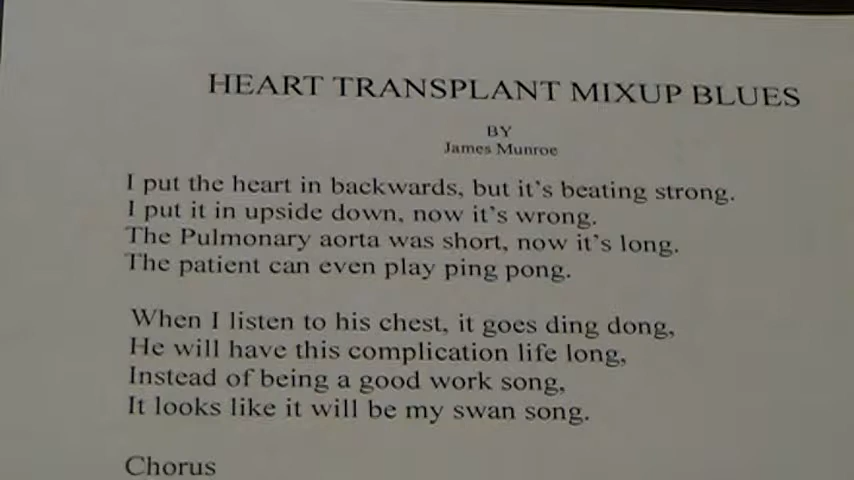 HEART TRANSPLANT MIXUP BLUES
BY
James Munroe
I put the heart in backwards, but it's beating strong.
I put it in upside down, now it's wrong.
The Pulmonary aorta was short, now it's long.
The patient can even play ping pong.
When I listen to his chest, it goes ding dong,
He will have this complication life long,
Instead of being a good work song,
It looks like it will be my swan song.
Chorus